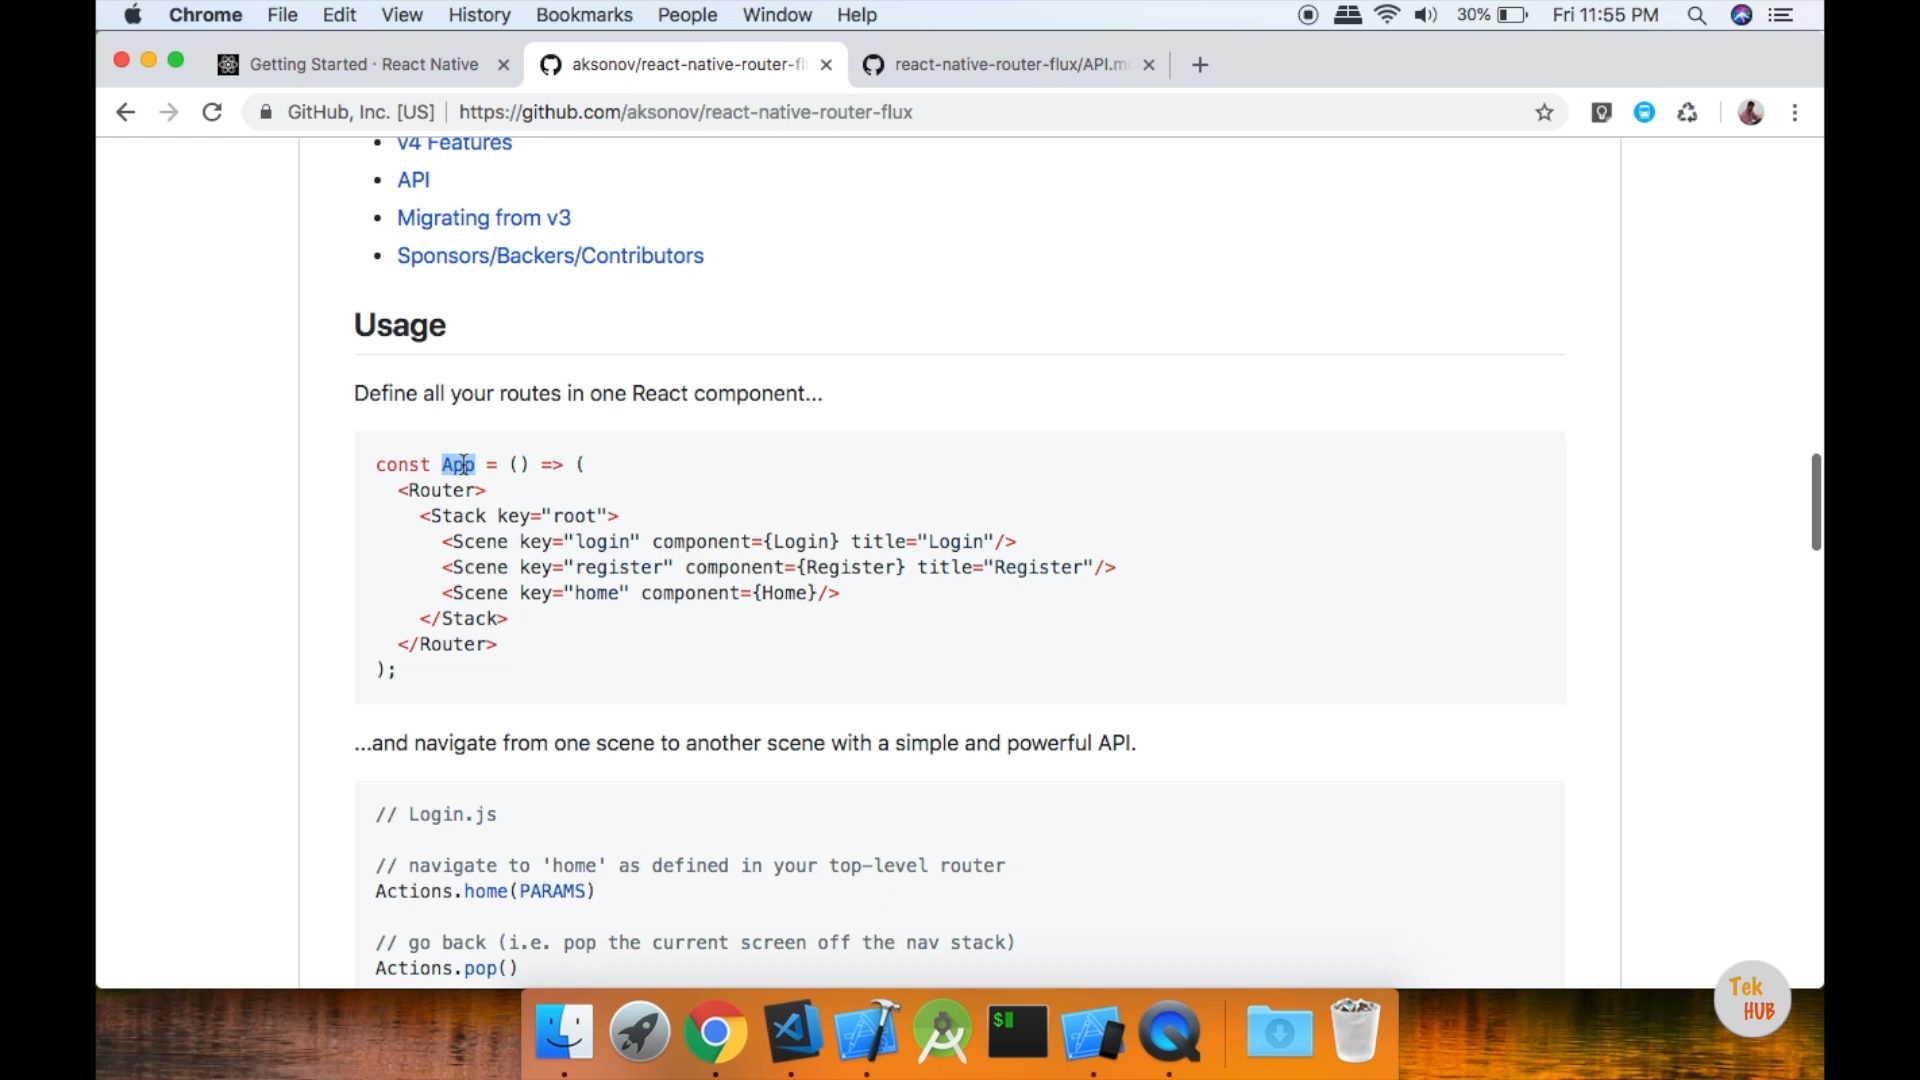 Chrome File Edit View History Bookmarks People Window Help 30% Fri 11:55 PM
Getting Started · React Native aksonov/react-native-router-fl react-native-router-flux/API.m
GitHub, Inc. [US] https://github.com/aksonov/react-native-router-flux
v4 Features
API
Migrating from v3
Sponsors/Backers/Contributors
Usage
Define all your routes in one React component...
const App = () => (
<Router>
<Stack key="root">
<Scene key="login" component={Login} title="Login"/>
<Scene key="register" component={Register} title="Register"/>
<Scene key="home" component={Home}/>
</Stack>
</Router>
);
...and navigate from one scene to another scene with a simple and powerful API.
// Login.js
// navigate to 'home' as defined in your top-level router
Actions.home(PARAMS)
// go back (i.e. pop the current screen off the nav stack)
Actions.pop()
$
Tek
HUB